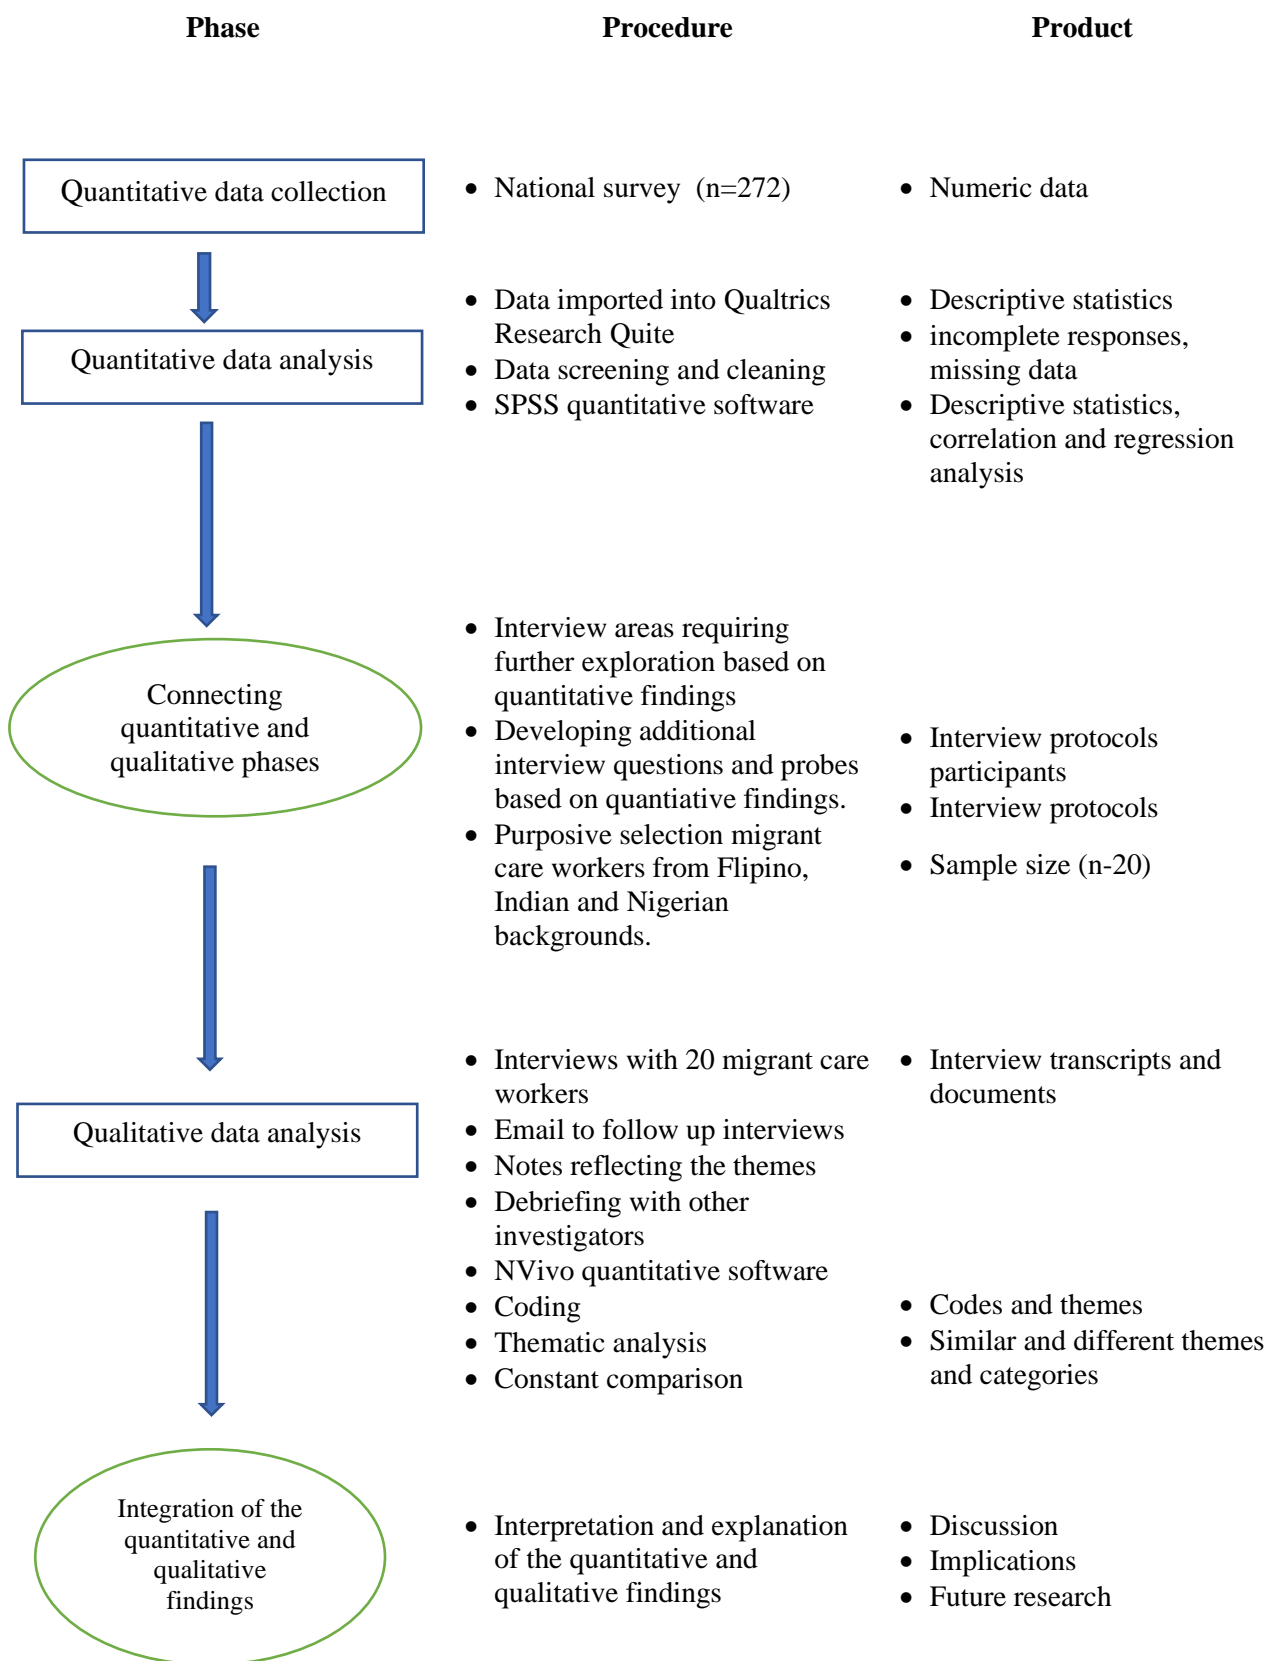 Phase
Procedure
Product
Quantitative data collection
• National survey  (n=272)
• Numeric data
Quantitative data analysis
• Data imported into Qualtrics
Research Quite
• Data screening and cleaning
• SPSS quantitative software
• Descriptive statistics
• incomplete responses,
missing data
• Descriptive statistics,
correlation and regression
analysis
Connecting
quantitative and
qualitative phases
• Interview areas requiring
further exploration based on
quantitative findings
• Developing additional
interview questions and probes
based on quantiative findings.
• Purposive selection migrant
care workers from Flipino,
Indian and Nigerian
backgrounds.
• Interview protocols
participants
• Interview protocols
• Sample size (n-20)
Qualitative data analysis
• Interviews with 20 migrant care
workers
• Email to follow up interviews
• Notes reflecting the themes
• Debriefing with other
investigators
• NVivo quantitative software
• Coding
• Thematic analysis
• Constant comparison
• Interview transcripts and
documents
• Codes and themes
• Similar and different themes
and categories
Integration of the
quantitative and
qualitative
findings
• Interpretation and explanation
of the quantitative and
qualitative findings
• Discussion
• Implications
• Future research